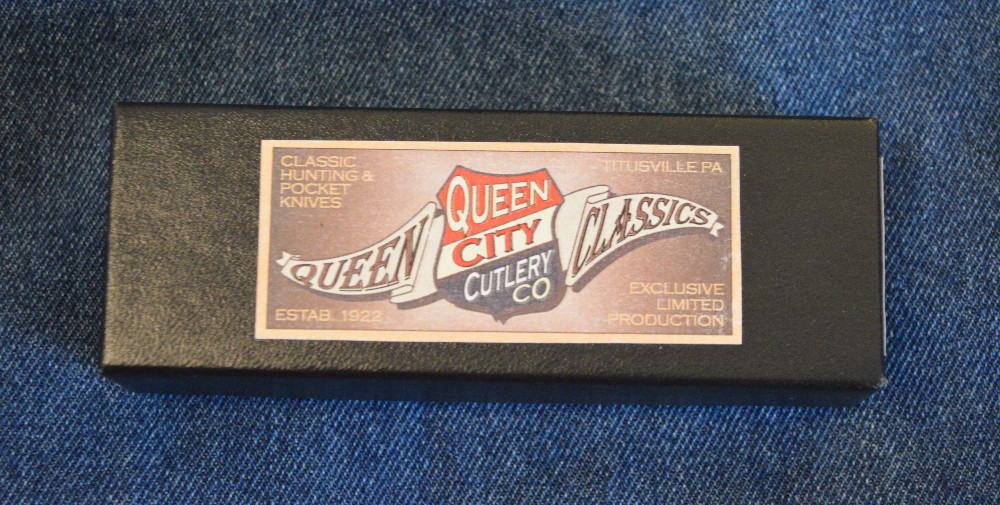 CLASSIC
HUNTING &
POCKET
KNIVES
TITUSVILLE PA
QUEEN
CITY
CUTLERY
CO
QUEEN
CLASSICS
ESTAB. 1922
EXCLUSIVE
LIMITED
PRODUCTION